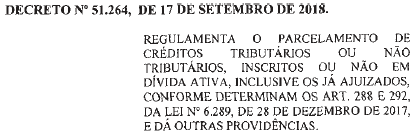 DECRETO Nº 51.264, DE 17 DE SETEMBRO DE 2018.
REGULAMENTA O PARCELAMENTO DE
CRÉDITOS TRIBUTÁRIOS OU NÃO
TRIBUTÁRIOS, INSCRITOS OU NÃO EM
DÍVIDA ATIVA, INCLUSIVE OS JÁ AJUIZADOS,
CONFORME DETERMINAM OS ART. 288 E 292,
DA LEI Nº 6.289, DE 28 DE DEZEMBRO DE 2017,
E DÁ OUTRAS PROVIDÊNCIAS.